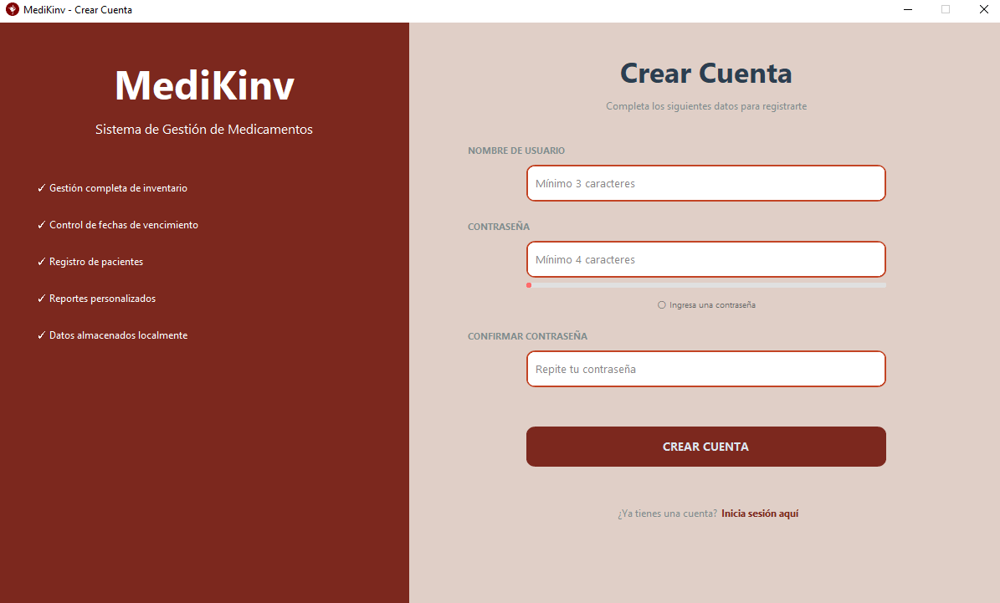 MediKinv - Crear Cuenta
MediKinv
Sistema de Gestión de Medicamentos
✓ Gestión completa de inventario
✓ Control de fechas de vencimiento
✓ Registro de pacientes
✓ Reportes personalizados
✓ Datos almacenados localmente
Crear Cuenta
Completa los siguientes datos para registrarte
NOMBRE DE USUARIO
Mínimo 3 caracteres
CONTRASEÑA
Mínimo 4 caracteres
Ingresa una contraseña
CONFIRMAR CONTRASEÑA
Repite tu contraseña
CREAR CUENTA
¿Ya tienes una cuenta? Inicia sesión aquí